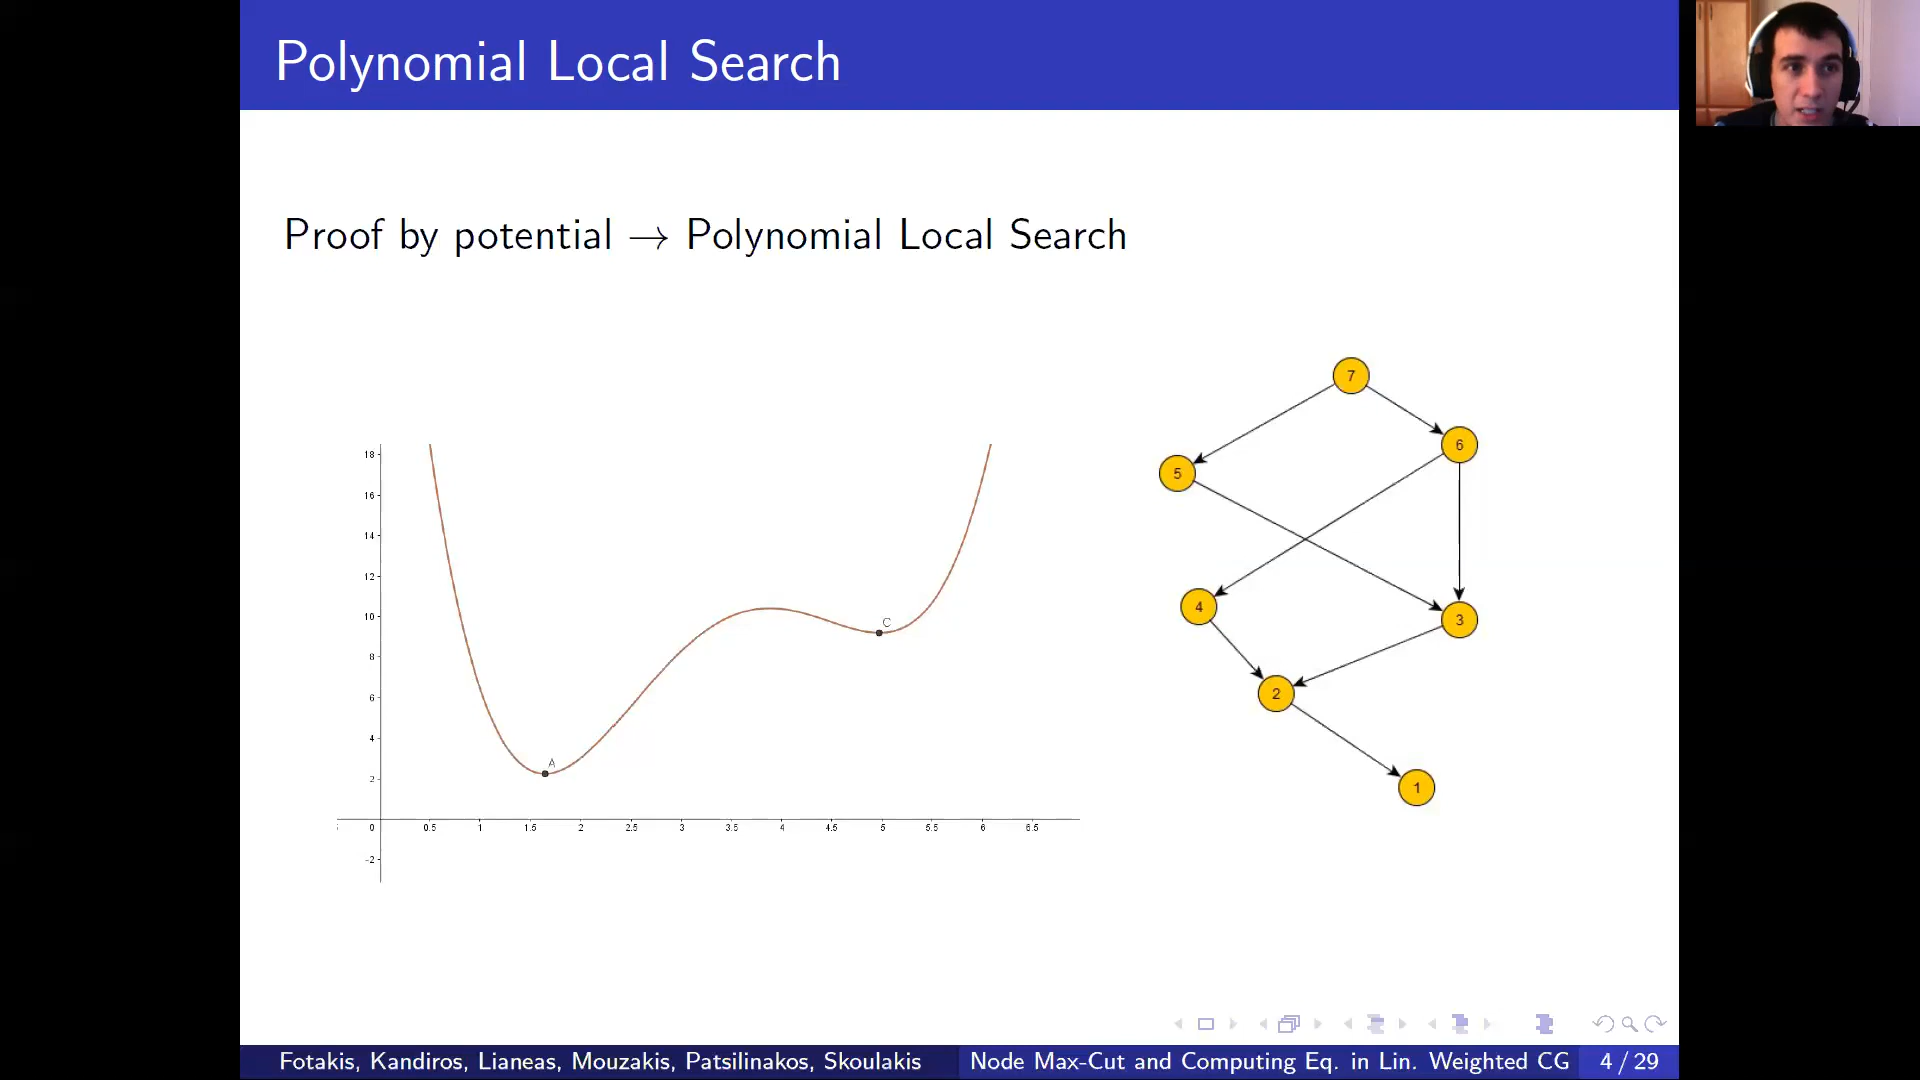 Polynomial Local Search
Proof by potential → Polynomial Local Search
18
16
14
12
10
8
6
4
2
0
-2
0.5 1 1.5 2 2.5 3 3.5 4 4.5 5 5.5 6 6.5
A
C
7
6
5
4
3
2
1
Fotakis, Kandiros, Lianeas, Mouzakis, Patsilinakos, Skoulakis
Node Max-Cut and Computing Eq. in Lin. Weighted CG
4 / 29